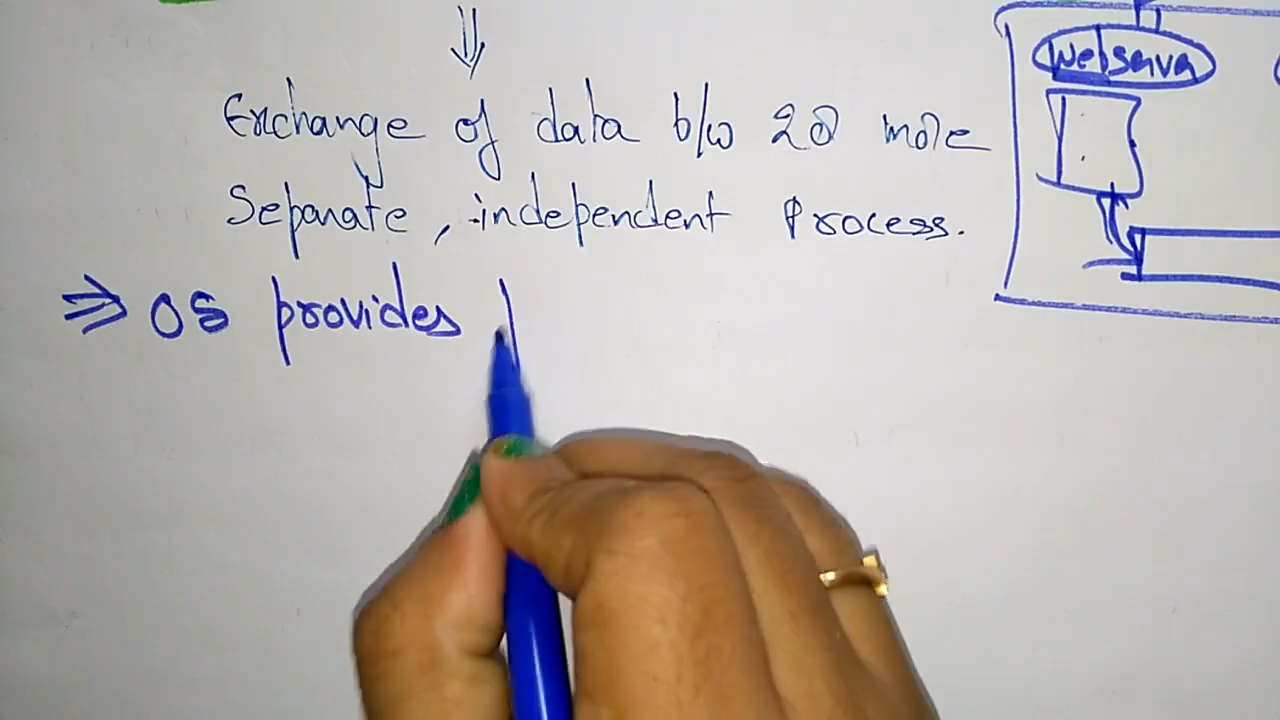 Exchange of data b/w 2 or more
Separate, independent Process.
⇒ OS provides
Webserver